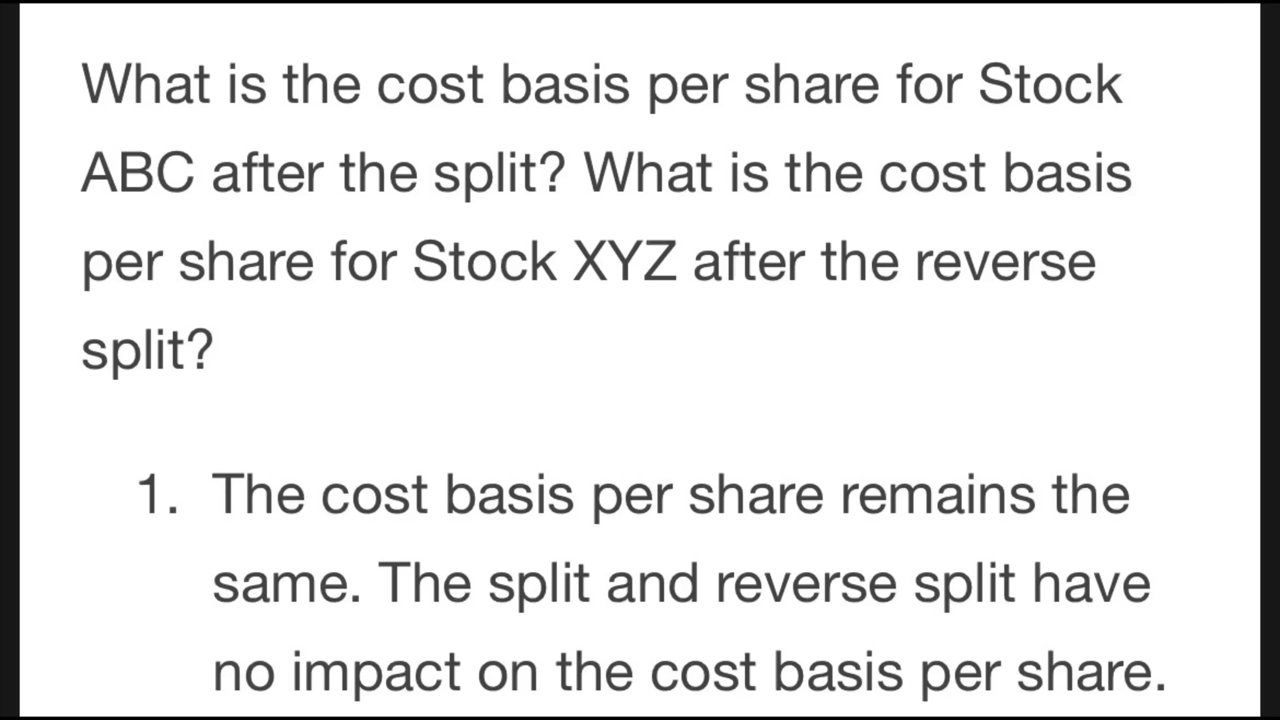 What is the cost basis per share for Stock
ABC after the split? What is the cost basis
per share for Stock XYZ after the reverse
split?
1. The cost basis per share remains the
same. The split and reverse split have
no impact on the cost basis per share.